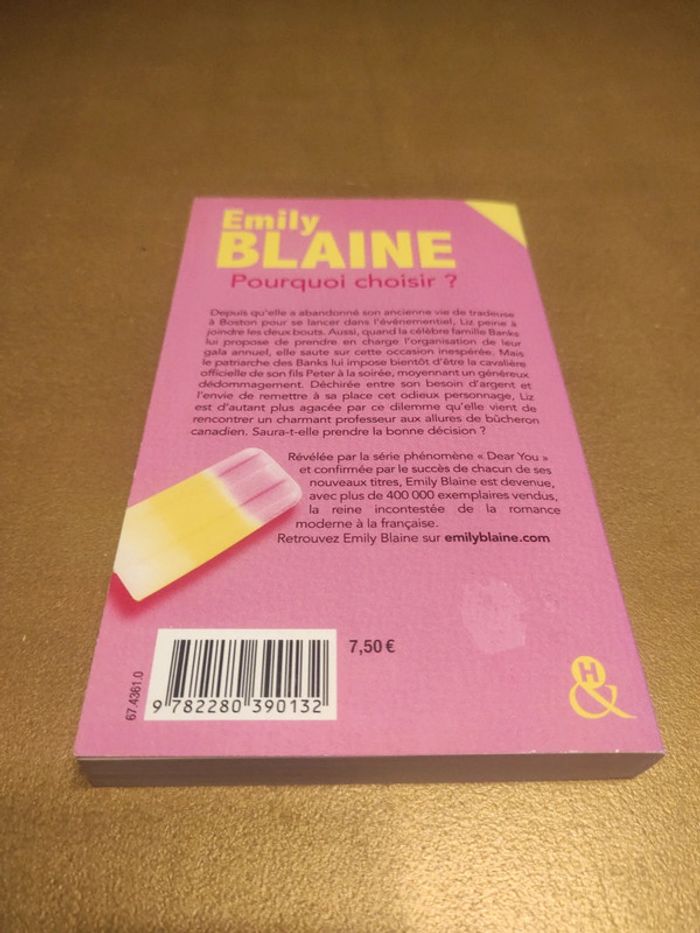 Emily
BLAINE
Pourquoi choisir ?
Depuis qu'elle a abandonné son ancienne vie de tradeuse
à Boston pour se lancer dans l'événementiel, Liz peine à
joindre les deux bouts. Aussi, quand la célèbre famille Banks
lui propose de prendre en charge l'organisation de leur
gala annuel, elle saute sur cette occasion inespérée. Mais
le patriarche des Banks lui impose bientôt d'être la cavalière
officielle de son fils Peter à la soirée, moyennant un généreux
dédommagement. Déchirée entre son besoin d'argent et
l'envie de remettre à sa place cet odieux personnage, Liz
est d'autant plus agacée par ce dilemme qu'elle vient de
rencontrer un charmant professeur aux allures de bûcheron
canadien. Saura-t-elle prendre la bonne décision ?
Révélée par la série phénomène « Dear You »
et confirmée par le succès de chacun de ses
nouveaux titres, Emily Blaine est devenue,
avec plus de 400 000 exemplaires vendus,
la reine incontestée de la romance
moderne à la française.
Retrouvez Emily Blaine sur emilyblaine.com
7,50 €
67.4361.0
9 782280 390132
H
&